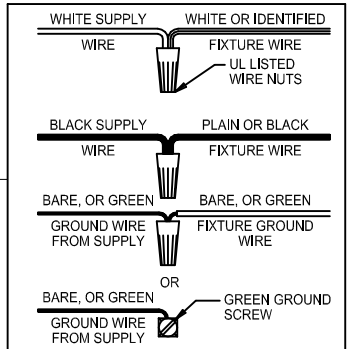 WHITE SUPPLY WHITE OR IDENTIFIED
WIRE FIXTURE WIRE
UL LISTED
WIRE NUTS
BLACK SUPPLY PLAIN OR BLACK
WIRE FIXTURE WIRE
BARE, OR GREEN BARE, OR GREEN
GROUND WIRE FIXTURE GROUND
FROM SUPPLY WIRE
OR
BARE, OR GREEN GREEN GROUND
SCREW
GROUND WIRE
FROM SUPPLY